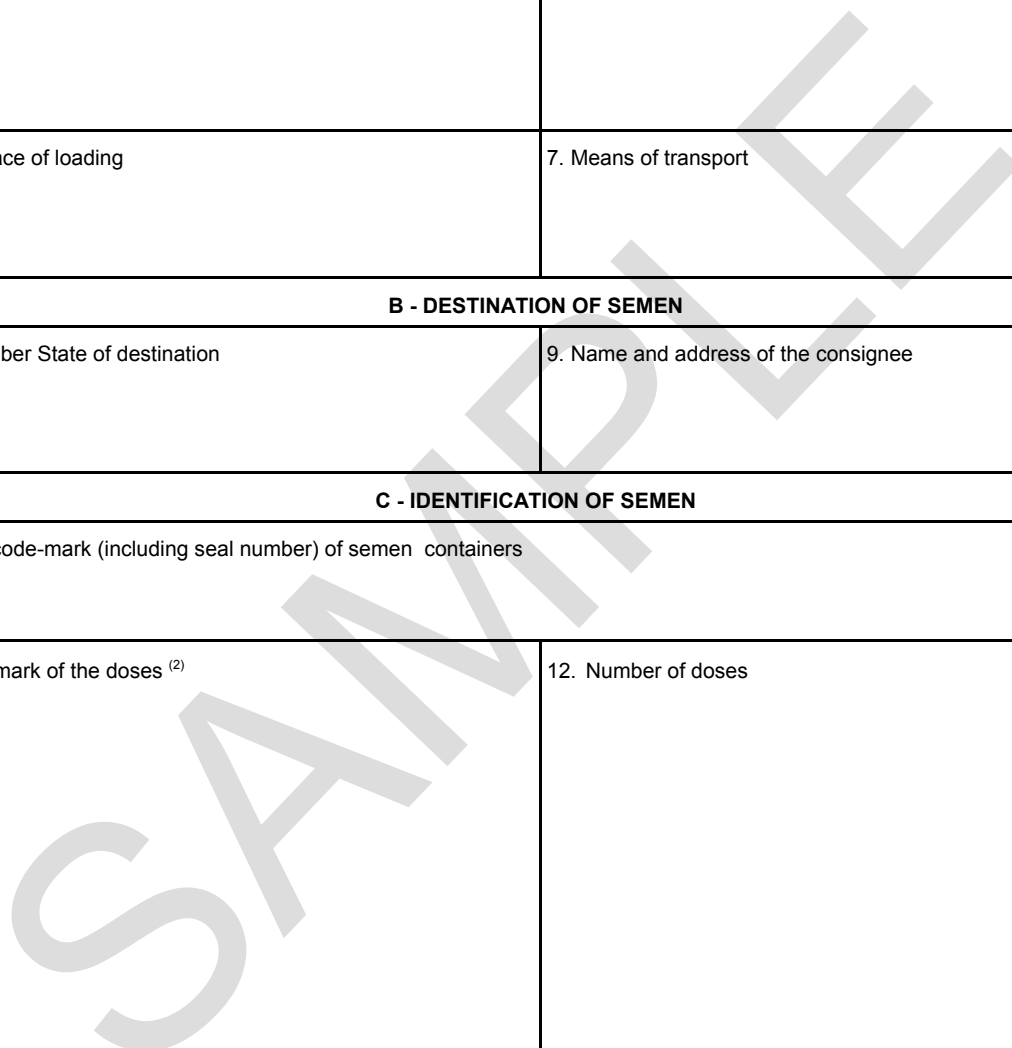 ace of loading
7. Means of transport
B - DESTINATION OF SEMEN
ber State of destination
9. Name and address of the consignee
C - IDENTIFICATION OF SEMEN
code-mark (including seal number) of semen containers
mark of the doses (2)
12. Number of doses
SAMPLE